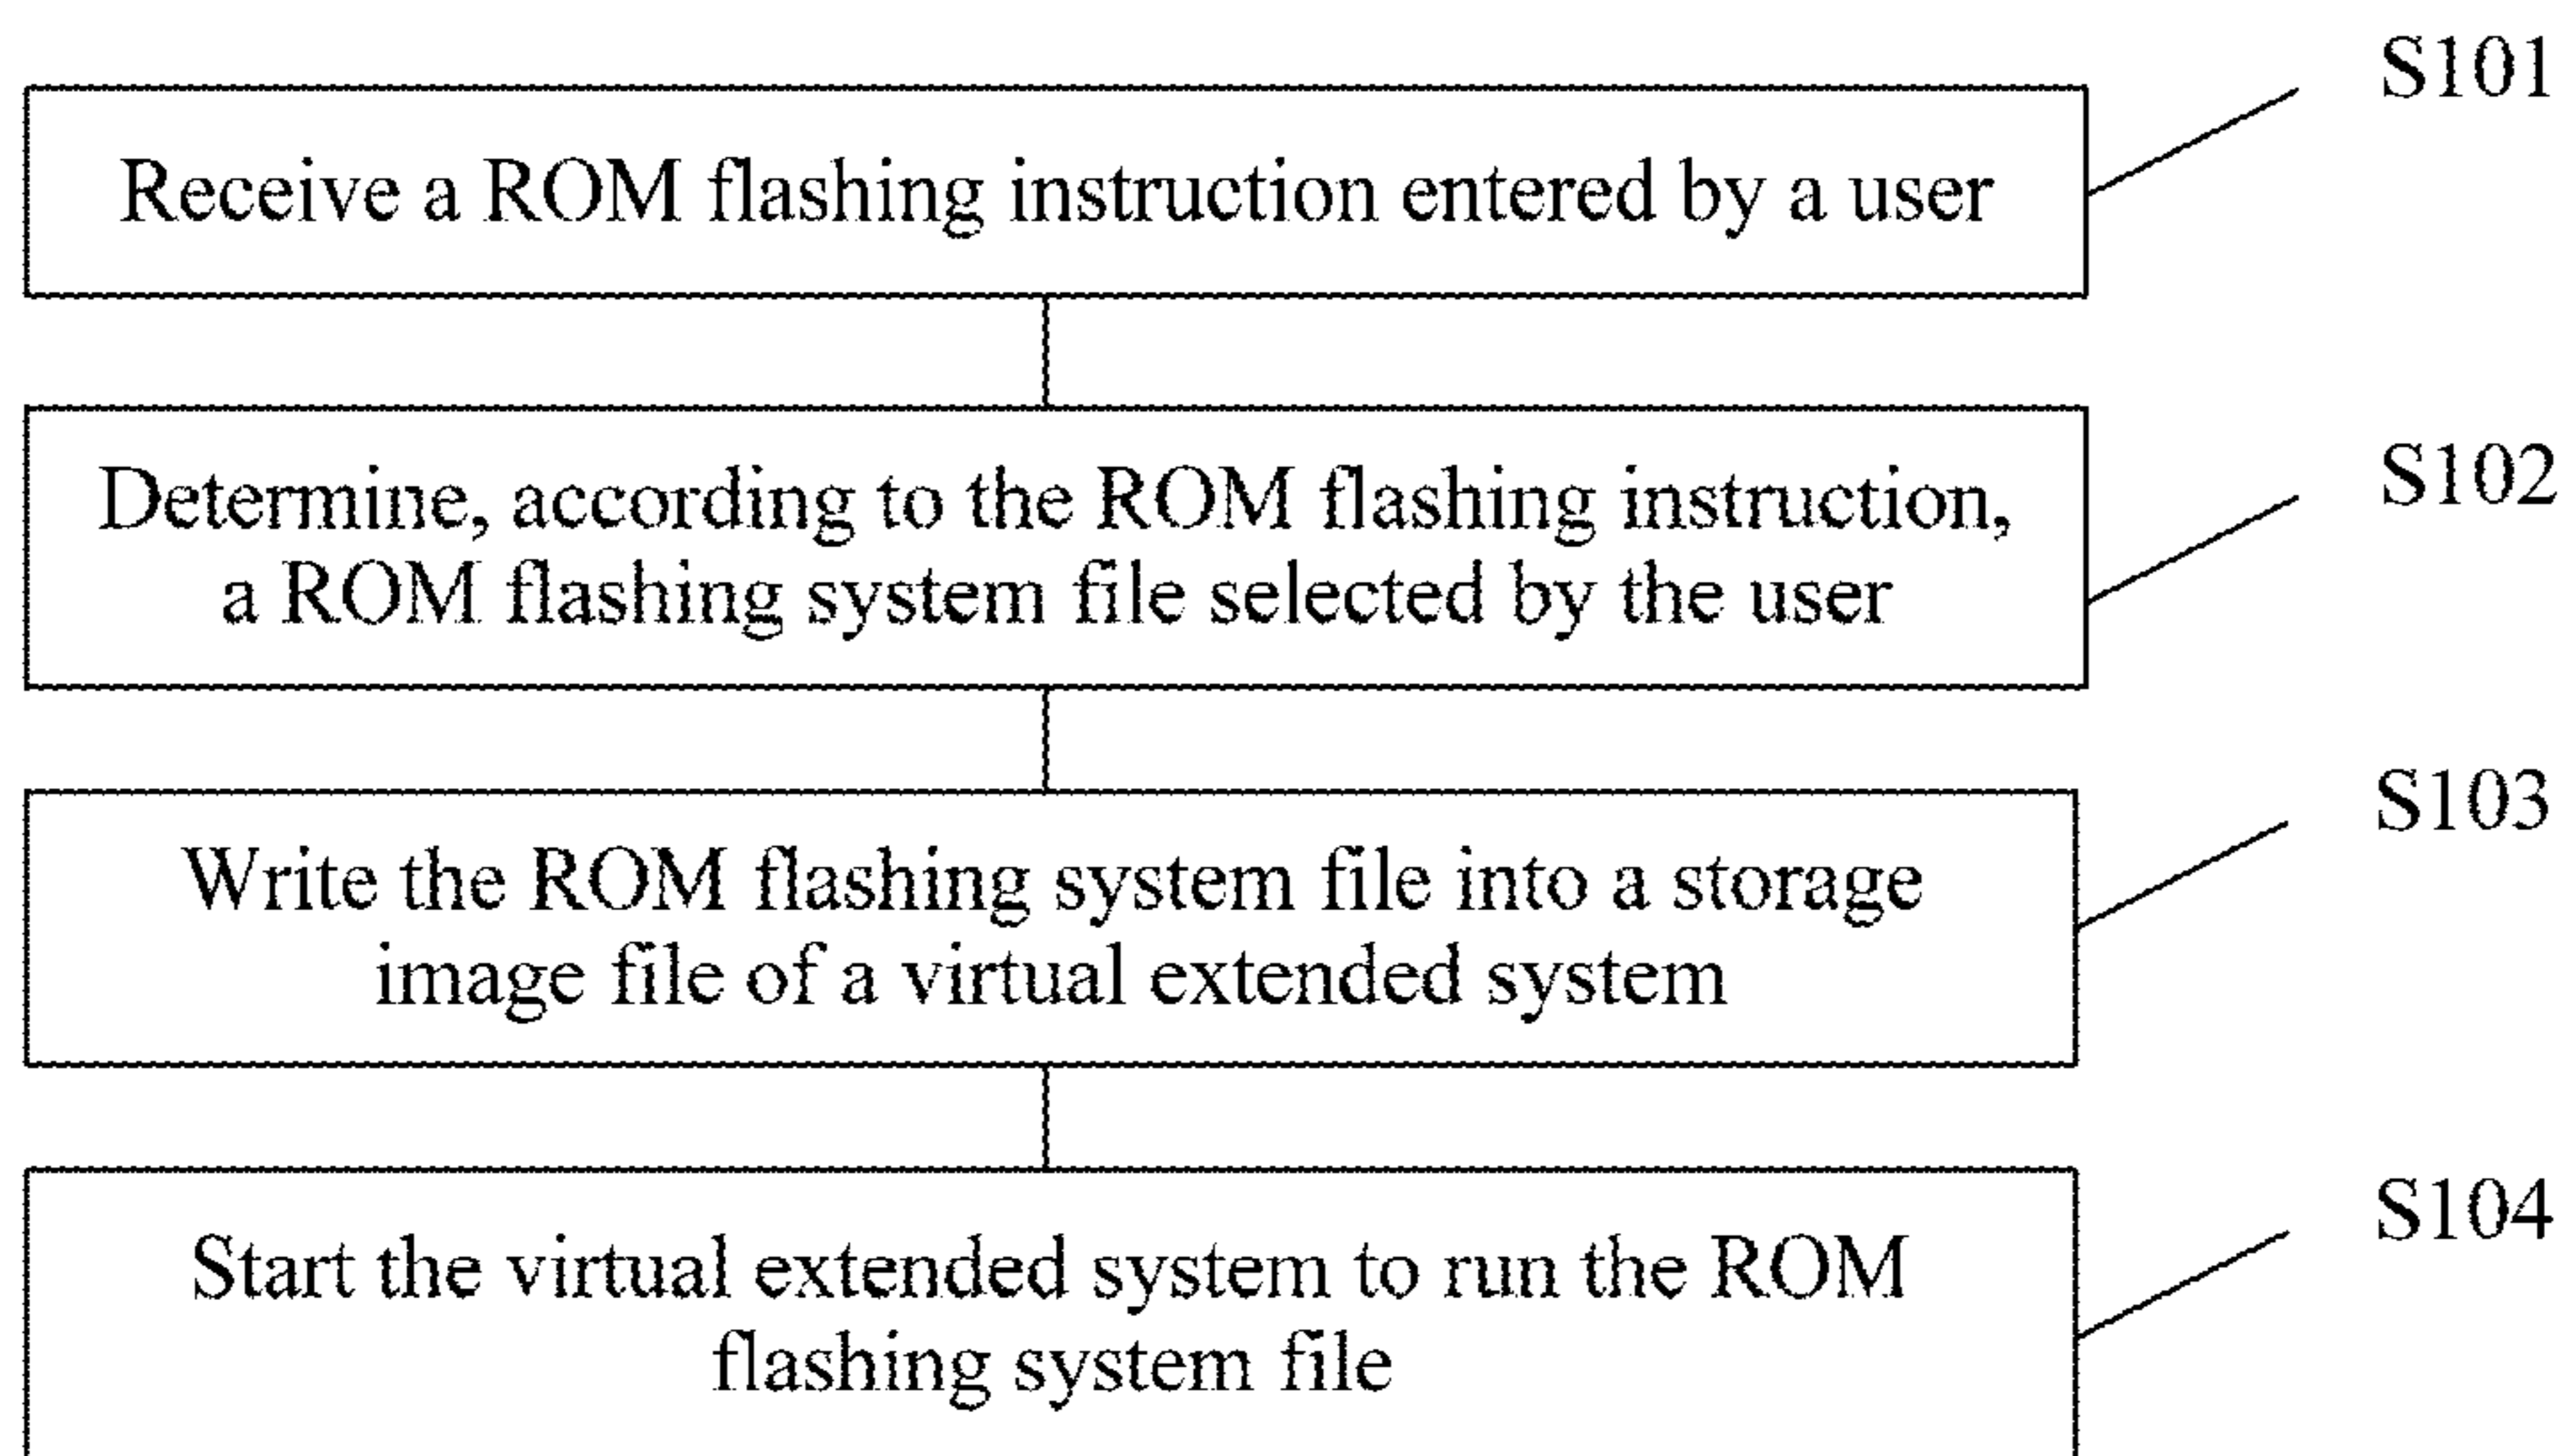 S101
Receive a ROM flashing instruction entered by a user
S102
Determine, according to the ROM flashing instruction,
a ROM flashing system file selected by the user
S103
Write the ROM flashing system file into a storage
image file of a virtual extended system
S104
Start the virtual extended system to run the ROM
flashing system file